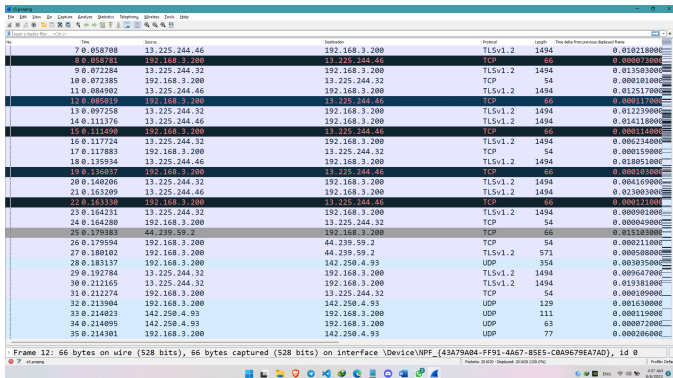 c5.pcapng
File Edit View Go Capture Analyze Statistics Telephony Wireless Tools Help
Apply a display filter ... <Ctrl-/>
No. Time Source Destination Protocol Length Time delta from previous displayed frame
7 0.058708 13.225.244.46 192.168.3.200 TLSv1.2 1494 0.010218000
8 0.058781 192.168.3.200 13.225.244.46 TCP 66 0.000073000
9 0.072284 13.225.244.32 192.168.3.200 TLSv1.2 1494 0.013503000
10 0.072385 192.168.3.200 13.225.244.32 TCP 54 0.000101000
11 0.084902 13.225.244.46 192.168.3.200 TLSv1.2 1494 0.012517000
12 0.085019 192.168.3.200 13.225.244.46 TCP 66 0.000117000
13 0.097258 13.225.244.32 192.168.3.200 TLSv1.2 1494 0.012239000
14 0.111376 13.225.244.46 192.168.3.200 TLSv1.2 1494 0.014118000
15 0.111490 192.168.3.200 13.225.244.46 TCP 66 0.000114000
16 0.117724 13.225.244.32 192.168.3.200 TLSv1.2 1494 0.006234000
17 0.117883 192.168.3.200 13.225.244.32 TCP 54 0.000159000
18 0.135934 13.225.244.46 192.168.3.200 TLSv1.2 1494 0.018051000
19 0.136037 192.168.3.200 13.225.244.46 TCP 66 0.000103000
20 0.140206 13.225.244.32 192.168.3.200 TLSv1.2 1494 0.004169000
21 0.163209 13.225.244.46 192.168.3.200 TLSv1.2 1494 0.023003000
22 0.163330 192.168.3.200 13.225.244.46 TCP 66 0.000121000
23 0.164231 13.225.244.32 192.168.3.200 TLSv1.2 1494 0.000901000
24 0.164280 192.168.3.200 13.225.244.32 TCP 54 0.000049000
25 0.179383 44.239.59.2 192.168.3.200 TCP 66 0.015103000
26 0.179594 192.168.3.200 44.239.59.2 TCP 54 0.000211000
27 0.180102 192.168.3.200 44.239.59.2 TLSv1.2 571 0.000508000
28 0.183137 192.168.3.200 142.250.4.93 UDP 354 0.003035000
29 0.192784 13.225.244.32 192.168.3.200 TLSv1.2 1494 0.009647000
30 0.212165 13.225.244.32 192.168.3.200 TLSv1.2 1494 0.019381000
31 0.212274 192.168.3.200 13.225.244.32 TCP 54 0.000109000
32 0.213904 142.250.4.93 192.168.3.200 UDP 129 0.001630000
33 0.214023 142.250.4.93 192.168.3.200 UDP 111 0.000119000
34 0.214095 142.250.4.93 192.168.3.200 UDP 63 0.000072000
35 0.214301 192.168.3.200 142.250.4.93 UDP 77 0.000206000
Frame 12: 66 bytes on wire (528 bits), 66 bytes captured (528 bits) on interface \Device\NPF_{43A79A04-FF91-4A67-85E5-C0A9679EA7AD}, id 0
c5.pcapng
ENG
4:37 AM